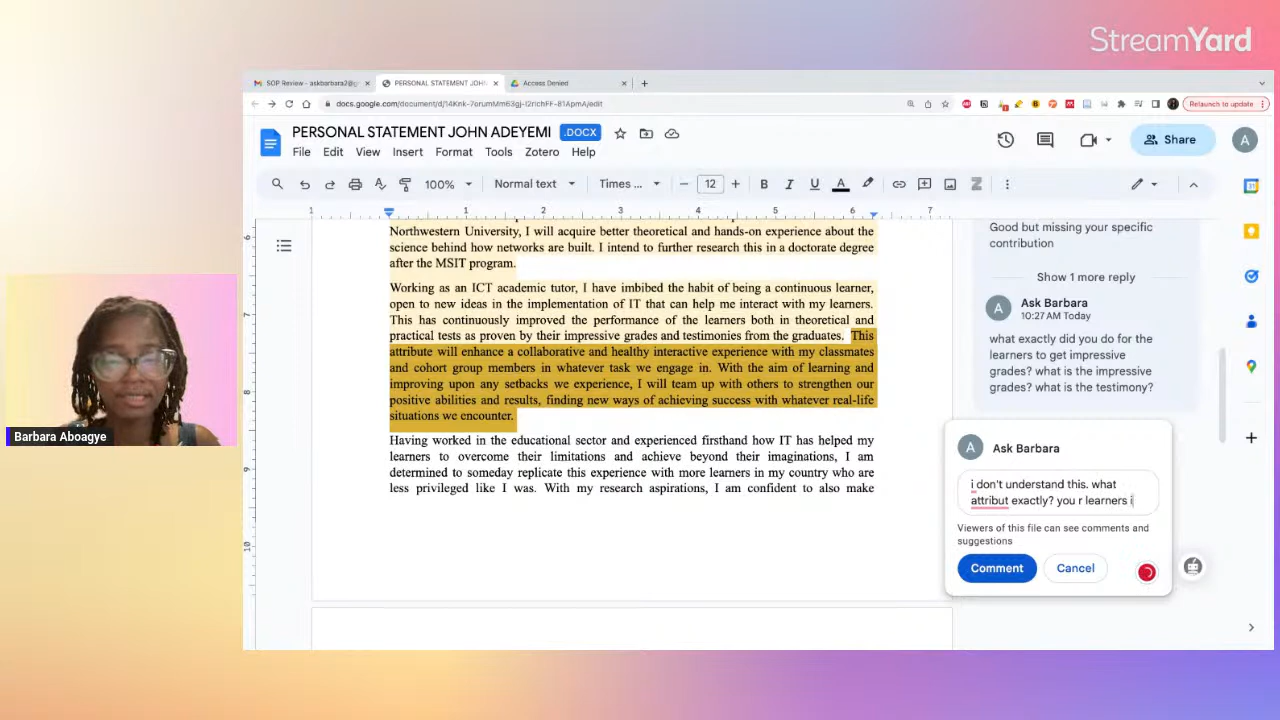 StreamYard
SOP Review - askbarbara2@g
PERSONAL STATEMENT JOHN
Access Denied
Relaunch to update
PERSONAL STATEMENT JOHN ADEYEMI
.DOCX
File Edit View Insert Format Tools Zotero Help
Share
A
100%
Normal text
Times ...
12
B I U A
1 1 2 3 4 5 6 7
6
7
8
9
10
Northwestern University, I will acquire better theoretical and hands-on experience about the
science behind how networks are built. I intend to further research this in a doctorate degree
after the MSIT program.
Working as an ICT academic tutor, I have imbibed the habit of being a continuous learner,
open to new ideas in the implementation of IT that can help me interact with my learners.
This has continuously improved the performance of the learners both in theoretical and
practical tests as proven by their impressive grades and testimonies from the graduates. This
attribute will enhance a collaborative and healthy interactive experience with my classmates
and cohort group members in whatever task we engage in. With the aim of learning and
improving upon any setbacks we experience, I will team up with others to strengthen our
positive abilities and results, finding new ways of achieving success with whatever real-life
situations we encounter.
Having worked in the educational sector and experienced firsthand how IT has helped my
learners to overcome their limitations and achieve beyond their imaginations, I am
determined to someday replicate this experience with more learners in my country who are
less privileged like I was. With my research aspirations, I am confident to also make
Good but missing your specific
contribution
Show 1 more reply
A
Ask Barbara
10:27 AM Today
what exactly did you do for the
learners to get impressive
grades? what is the impressive
grades? what is the testimony?
A
Ask Barbara
i don't understand this. what
attribut exactly? you r learners i
Viewers of this file can see comments and
suggestions
Comment
Cancel
Barbara Aboagye